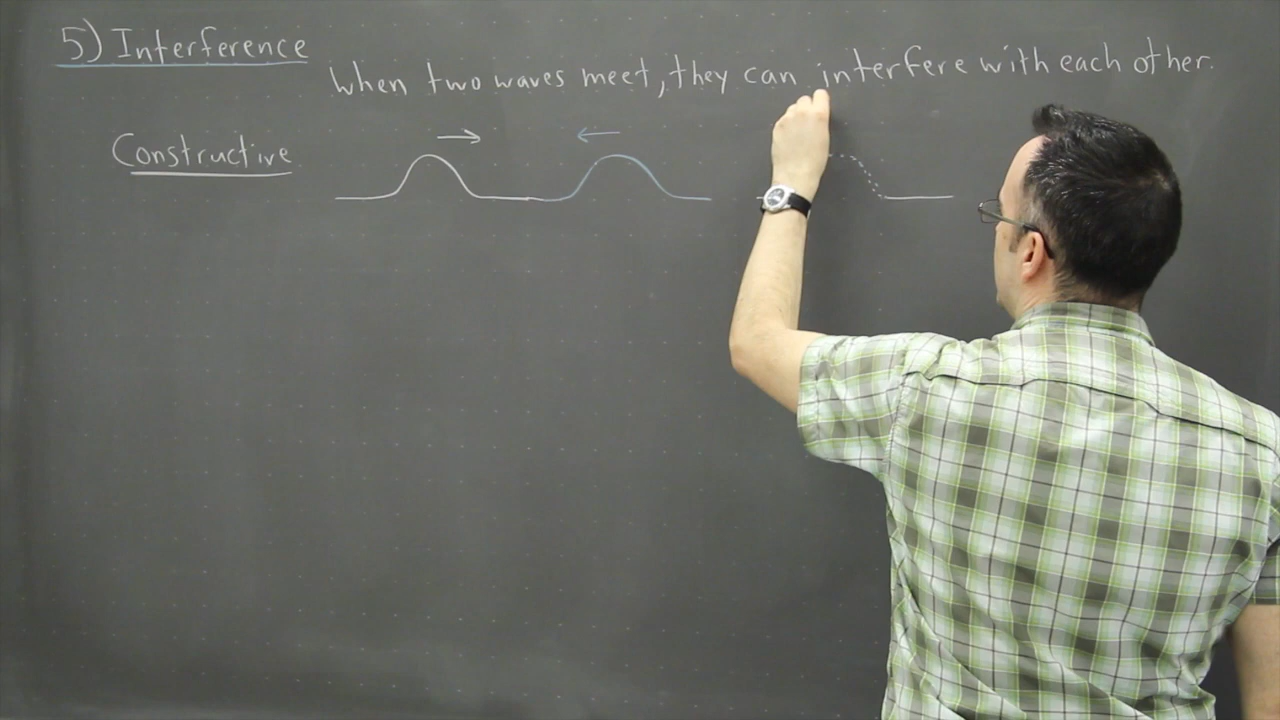 5) Interference
When two waves meet, they can interfere with each other.
Constructive